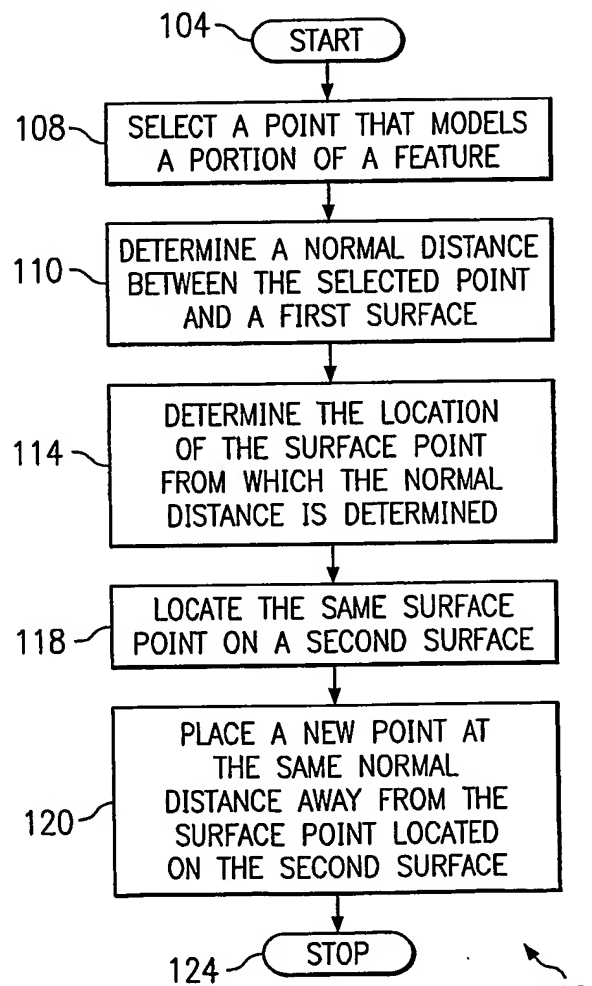 104
START
108
SELECT A POINT THAT MODELS
A PORTION OF A FEATURE
110
DETERMINE A NORMAL DISTANCE
BETWEEN THE SELECTED POINT
AND A FIRST SURFACE
114
DETERMINE THE LOCATION
OF THE SURFACE POINT
FROM WHICH THE NORMAL
DISTANCE IS DETERMINED
118
LOCATE THE SAME SURFACE
POINT ON A SECOND SURFACE
120
PLACE A NEW POINT AT
THE SAME NORMAL
DISTANCE AWAY FROM THE
SURFACE POINT LOCATED
ON THE SECOND SURFACE
124
STOP